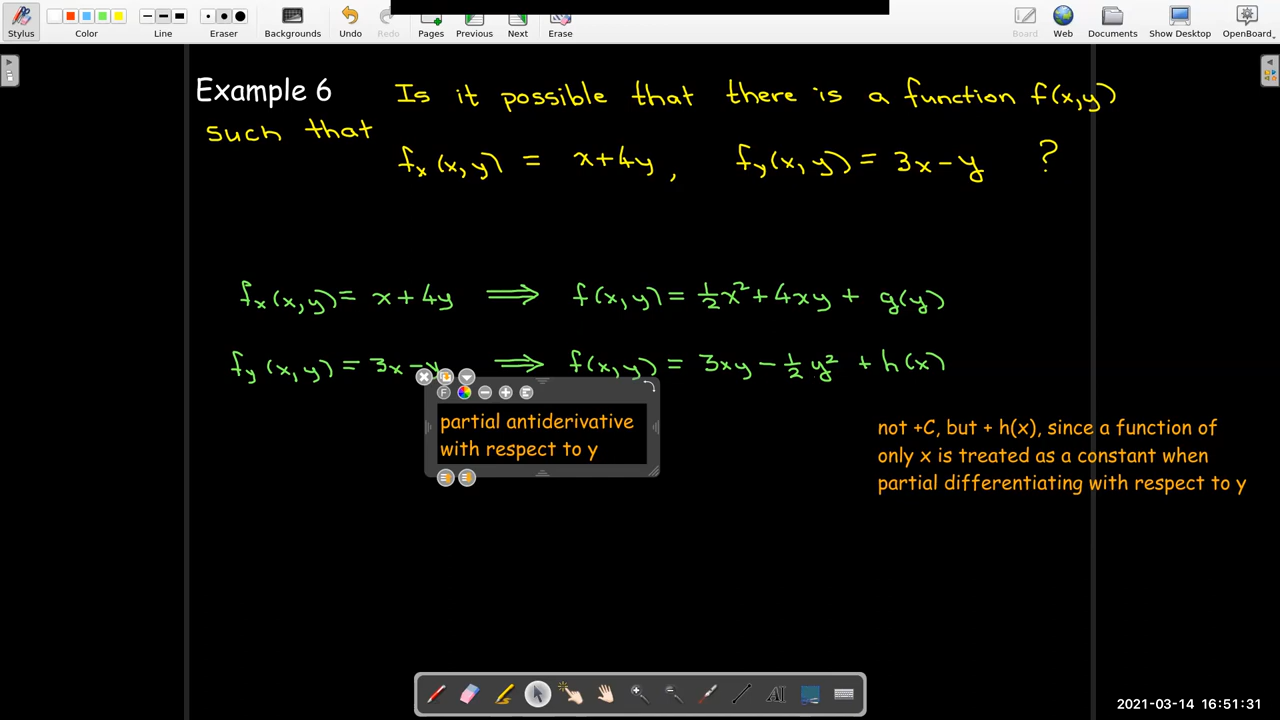 Stylus Color Line Eraser Backgrounds Undo Redo Pages Previous Next Erase Board Web Documents Show Desktop OpenBoard
Example 6 Is it possible that there is a function f(x,y)
such that
fx(x,y) = x+4y, fy(x,y) = 3x-y ?
fx(x,y) = x+4y ⟹ f(x,y) = ½x²+4xy + g(y)
fy(x,y) = 3x-y ⟹ f(x,y) = 3xy - ½y² + h(x)
F
partial antiderivative
with respect to y
not +C, but + h(x), since a function of
only x is treated as a constant when
partial differentiating with respect to y
AI
2021-03-14 16:51:31